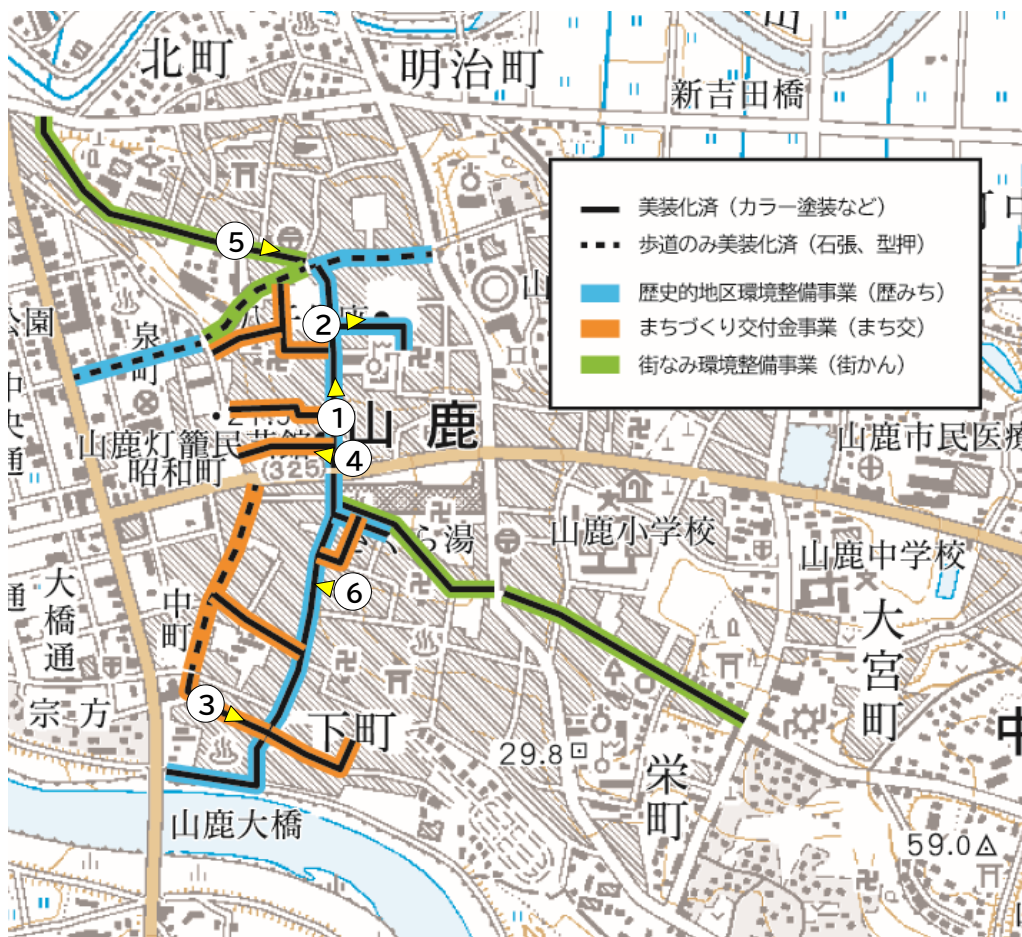 北町
明治町
新吉田橋
美装化済（カラー塗装など）
歩道のみ美装化済（石張、型押）
歴史的地区環境整備事業（歴みち）
まちづくり交付金事業（まち交）
街なみ環境整備事業（街かん）
⑤
②
公園
泉町
①
山鹿
④
山鹿灯籠民芸館
昭和町
(325)
中央通
山鹿市民医療
山鹿小学校
山鹿中学校
さくら湯
⑥
大橋通
中町
大宮町
③
下町
宗方
29.8
栄町
山鹿大橋
59.0